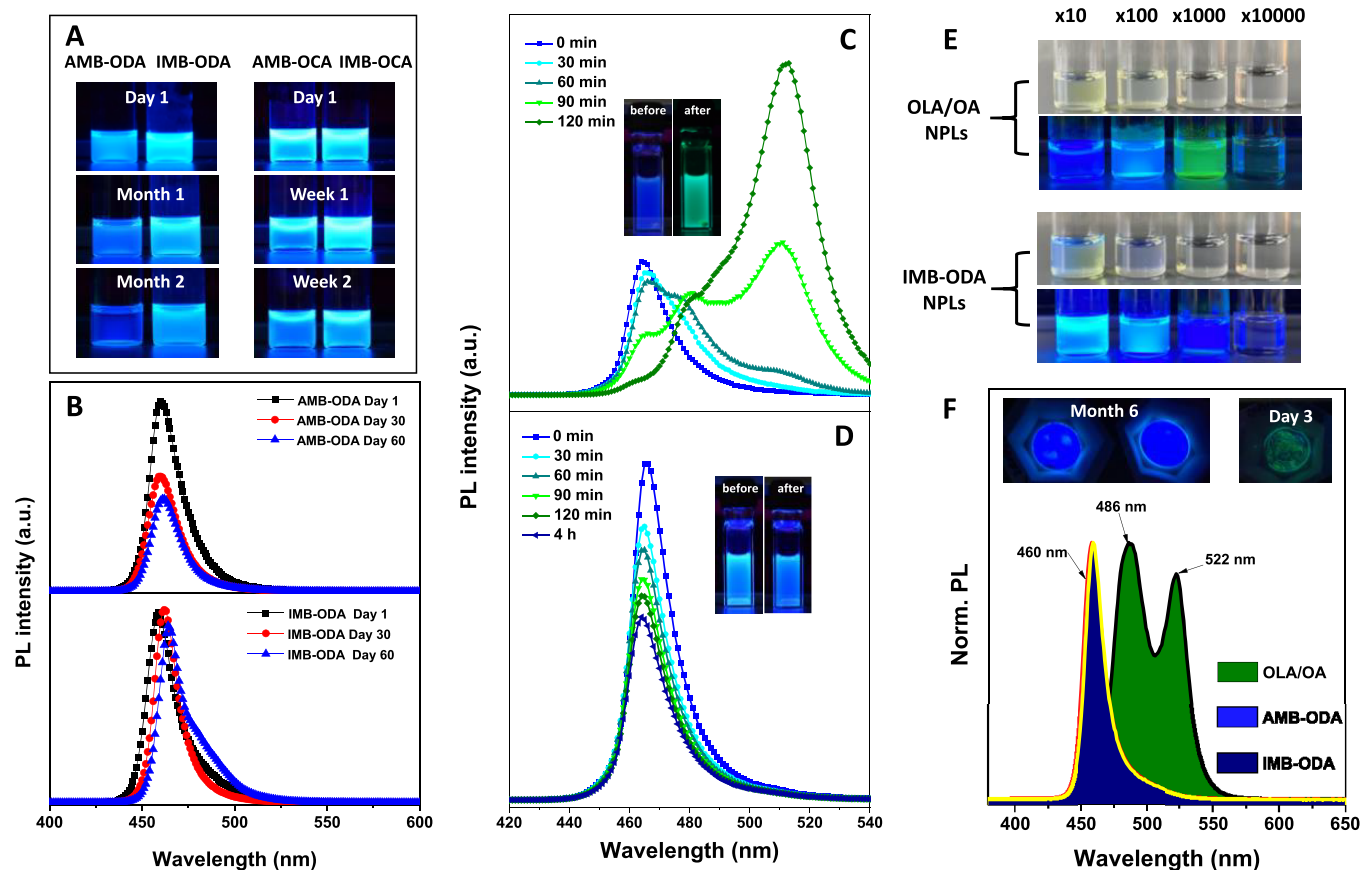 A
AMB-ODA IMB-ODA AMB-OCA IMB-OCA
Day 1 Day 1
Month 1 Week 1
Month 2 Week 2
B
AMB-ODA Day 1
AMB-ODA Day 30
AMB-ODA Day 60
IMB-ODA Day 1
IMB-ODA Day 30
IMB-ODA Day 60
PL intensity (a.u.)
400 450 500 550 600
Wavelength (nm)
C
0 min
30 min
60 min
90 min
120 min
before after
PL intensity (a.u.)
D
0 min
30 min
60 min
90 min
120 min
4 h
before after
420 440 460 480 500 520 540
Wavelength (nm)
x10 x100 x1000 x10000
E
OLA/OA
NPLs
IMB-ODA
NPLs
F
Month 6 Day 3
486 nm
460 nm
522 nm
OLA/OA
AMB-ODA
IMB-ODA
Norm. PL
400 450 500 550 600 650
Wavelength (nm)